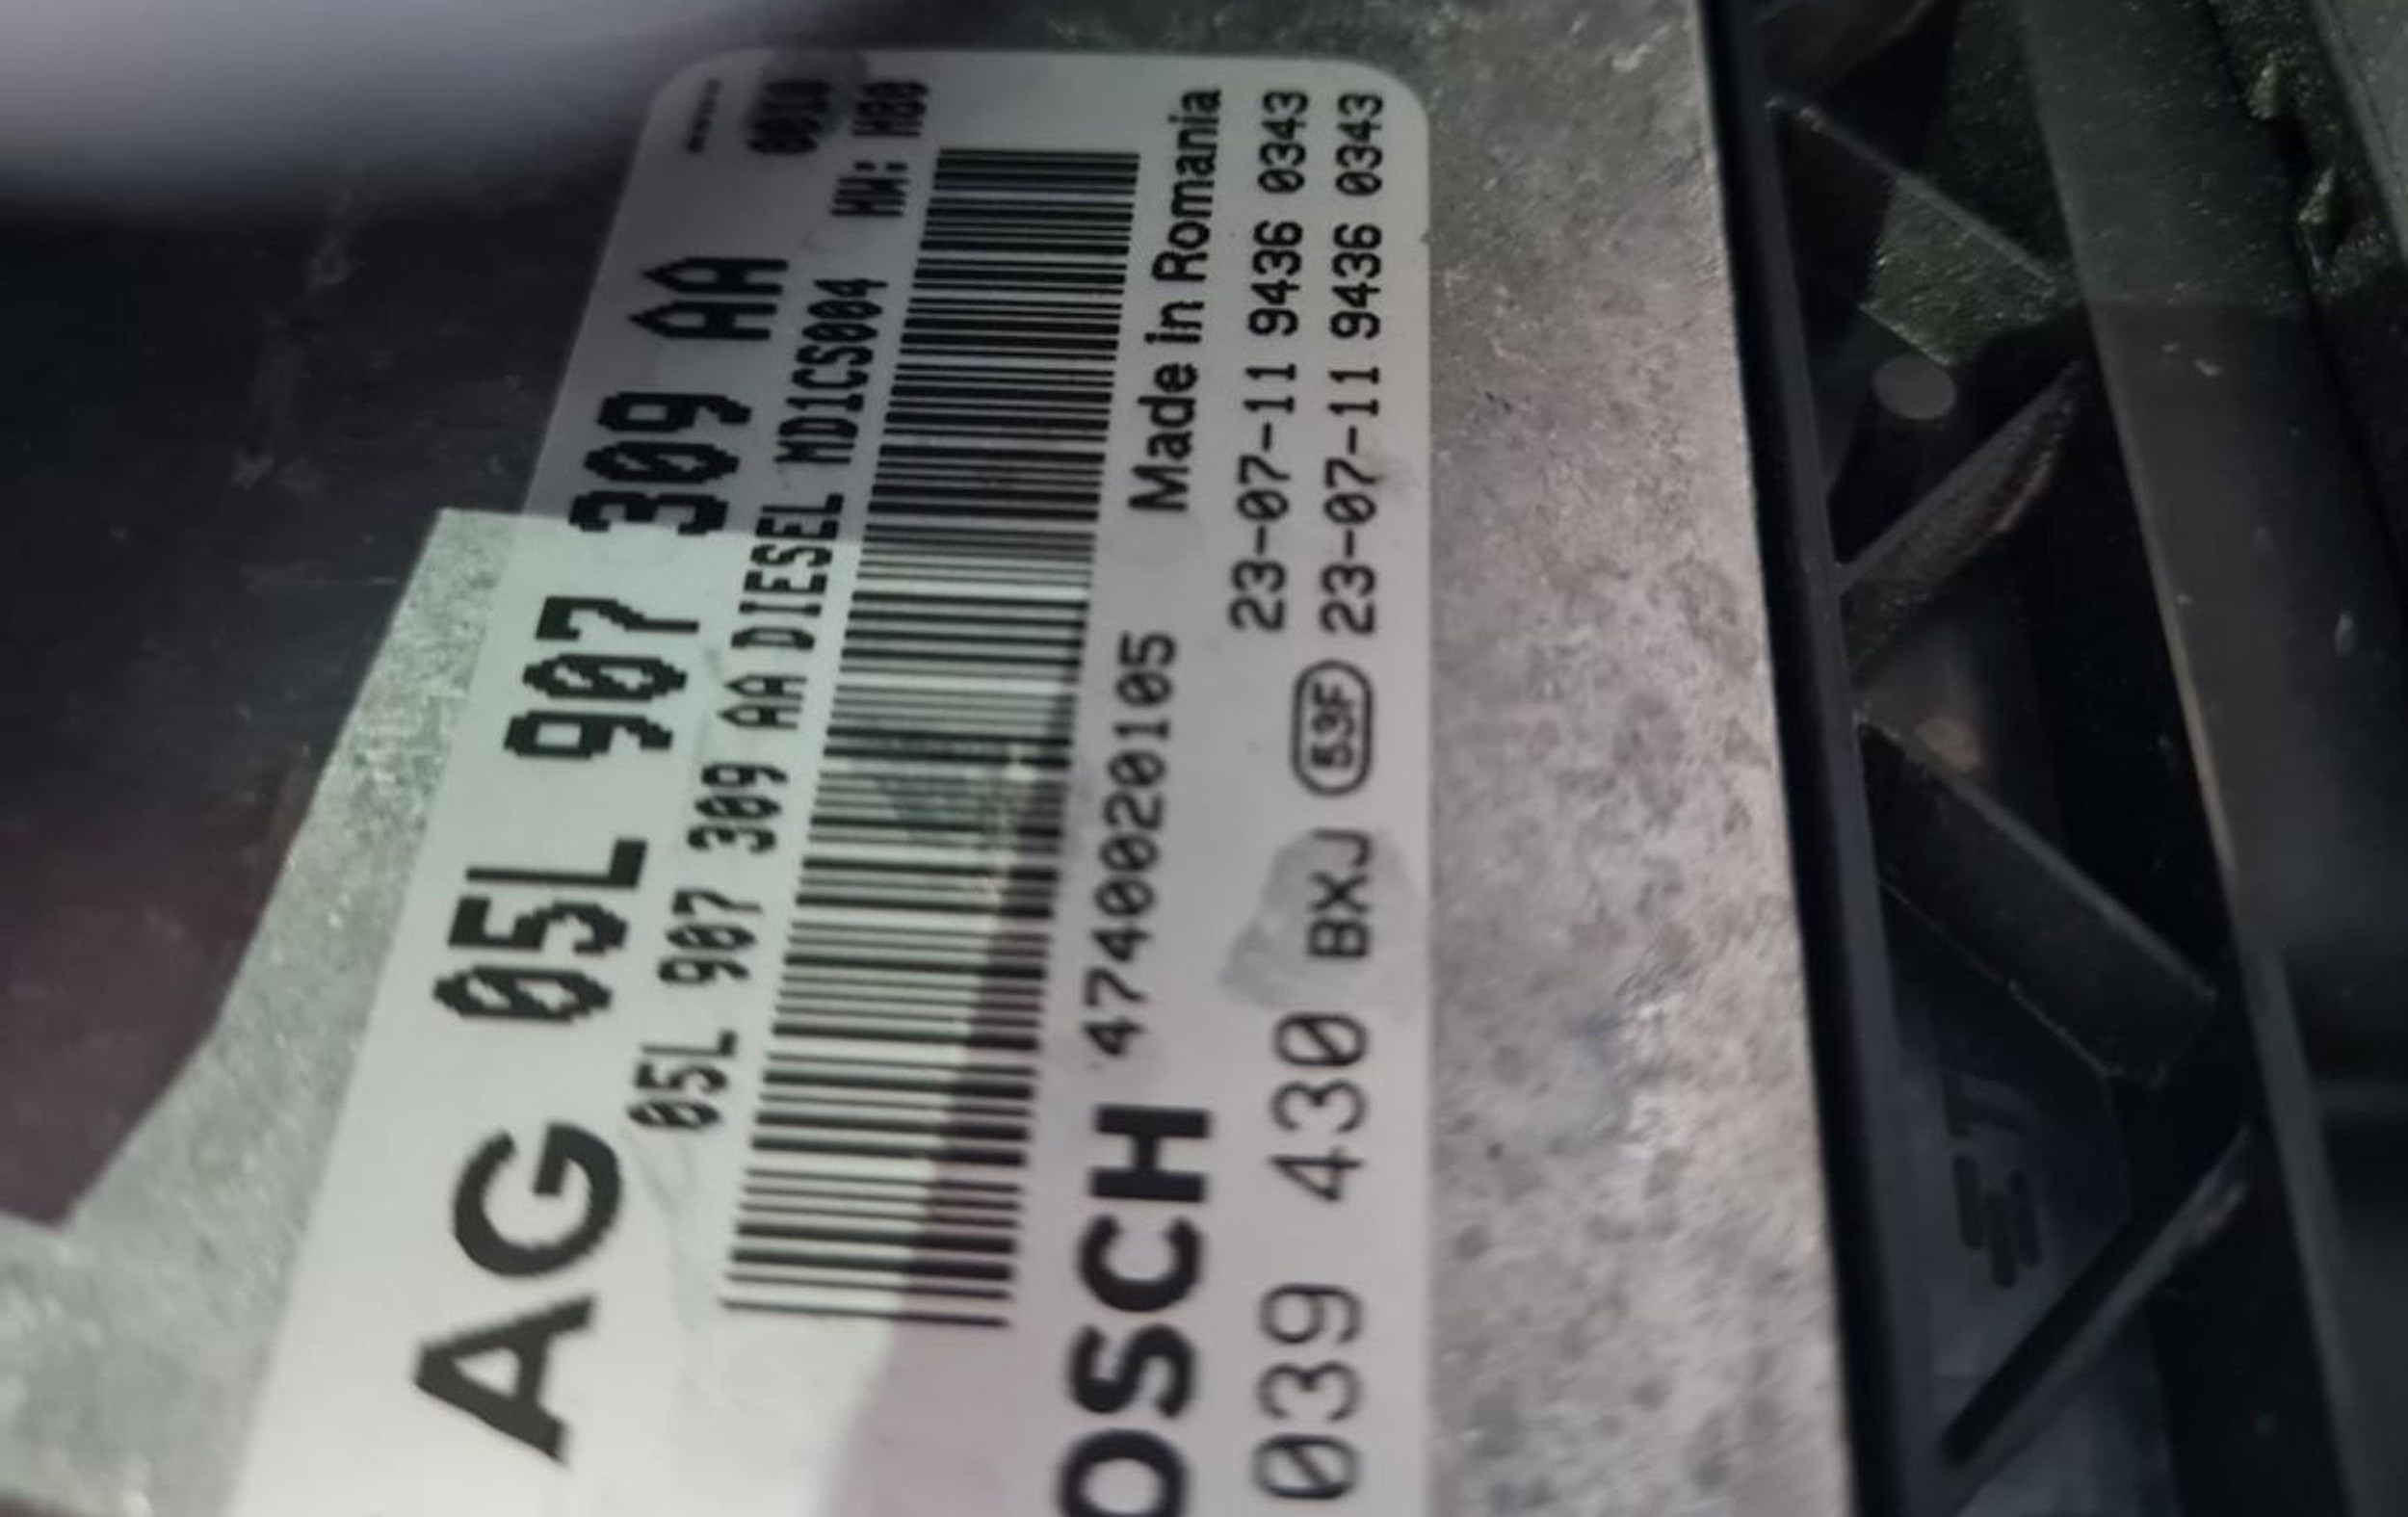 AG 05L 907 309 AA
05L 907 309 AA DIESEL MD1CS004 HW: H80
OSCH 4740020105 Made in Romania
23-07-11 9436 0343
039 430 BXJ 53F 23-07-11 9436 0343